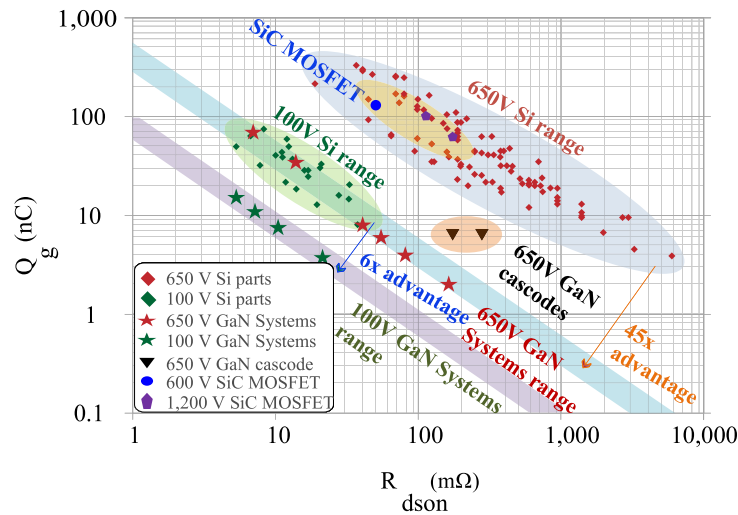 1,000
100
10
1
0.1
Q
g
(nC)
SiC MOSFET
100V Si range
650V Si range
650V GaN
cascodes
6x advantage
650V GaN
Systems range
100V GaN Systems
range
45x
advantage
650 V Si parts
100 V Si parts
650 V GaN Systems
100 V GaN Systems
650 V GaN cascode
600 V SiC MOSFET
1,200 V SiC MOSFET
1
10
100
1,000
10,000
R (mΩ)
dson